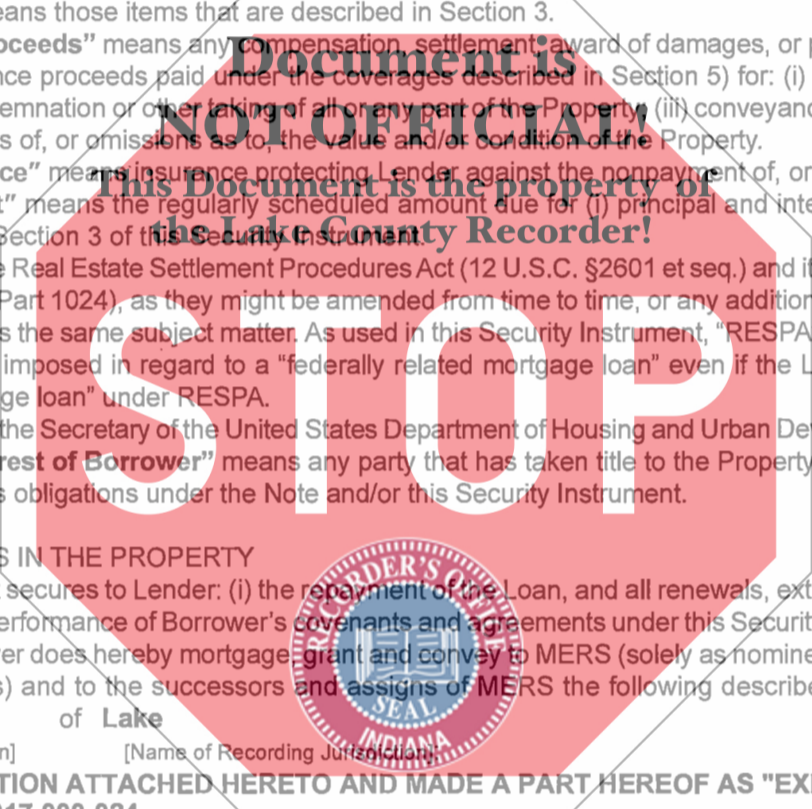 eans those items that are described in Section 3.
oceeds” means any compensation, settlement, award of damages, or
Document is
nce proceeds paid under the coverages described in Section 5) for: (i)
emnation or other taking of all or any part of the Property; (iii) conveyan
NOT OFFICIAL!
s of, or omissions as to, the value and/or condition of the Property.
ce” means insurance protecting Lender against the nonpayment of, or
This Document is the property of
t” means the regularly scheduled amount due for (i) principal and inte
the Lake County Recorder!
Section 3 of this Security Instrument.
e Real Estate Settlement Procedures Act (12 U.S.C. §2601 et seq.) and i
Part 1024), as they might be amended from time to time, or any addition
s the same subject matter. As used in this Security Instrument, “RESPA
imposed in regard to a “federally related mortgage loan” even if the L
ge loan” under RESPA.
STOP
the Secretary of the United States Department of Housing and Urban De
rest of Borrower” means any party that has taken title to the Property
s obligations under the Note and/or this Security Instrument.
S IN THE PROPERTY
secures to Lender: (i) the repayment of the Loan, and all renewals, ext
erformance of Borrower’s covenants and agreements under this Securit
er does hereby mortgage, grant and convey to MERS (solely as nomine
s) and to the successors and assigns of MERS the following describe
RECORDER'S OFFICE
SEAL
INDIANA
of Lake
n] [Name of Recording Jurisdiction]:
TION ATTACHED HERETO AND MADE A PART HEREOF AS "EX